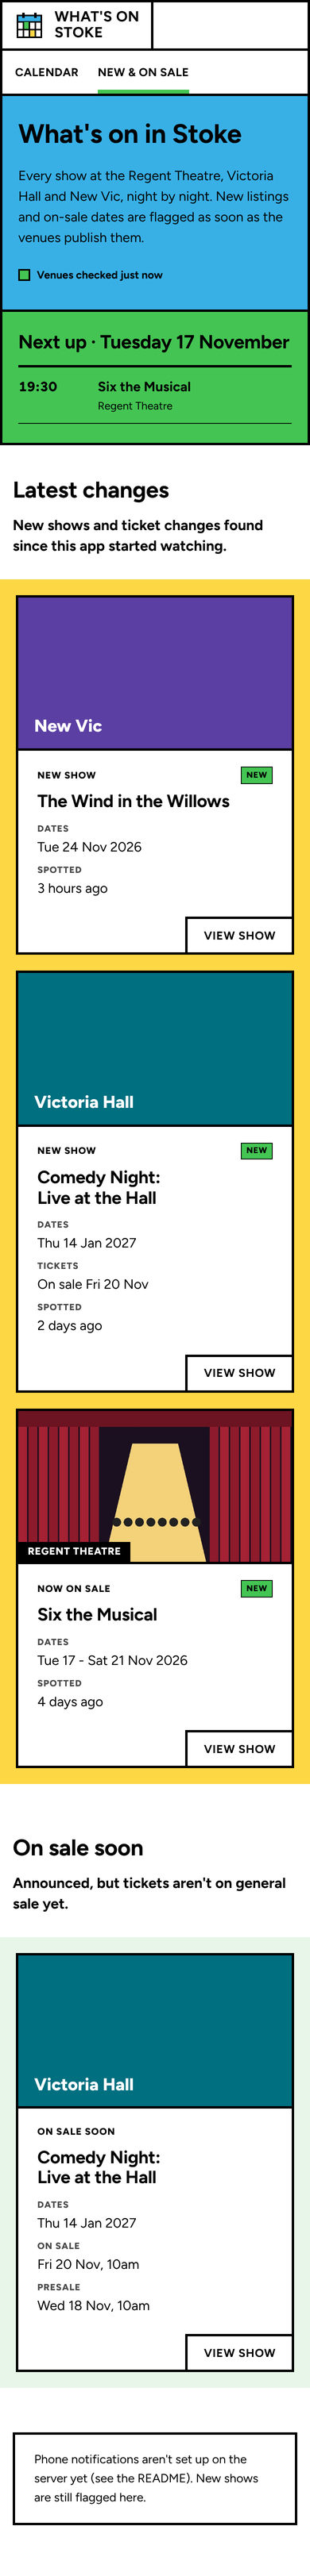 WHAT'S ON
STOKE
CALENDAR
NEW & ON SALE
What's on in Stoke
Every show at the Regent Theatre, Victoria
Hall and New Vic, night by night. New listings
and on-sale dates are flagged as soon as the
venues publish them.
Venues checked just now
Next up · Tuesday 17 November
19:30
Six the Musical
Regent Theatre
Latest changes
New shows and ticket changes found
since this app started watching.
New Vic
NEW SHOW
NEW
The Wind in the Willows
DATES
Tue 24 Nov 2026
SPOTTED
3 hours ago
VIEW SHOW
Victoria Hall
NEW SHOW
NEW
Comedy Night:
Live at the Hall
DATES
Thu 14 Jan 2027
TICKETS
On sale Fri 20 Nov
SPOTTED
2 days ago
VIEW SHOW
REGENT THEATRE
NOW ON SALE
NEW
Six the Musical
DATES
Tue 17 - Sat 21 Nov 2026
SPOTTED
4 days ago
VIEW SHOW
On sale soon
Announced, but tickets aren't on general
sale yet.
Victoria Hall
ON SALE SOON
Comedy Night:
Live at the Hall
DATES
Thu 14 Jan 2027
ON SALE
Fri 20 Nov, 10am
PRESALE
Wed 18 Nov, 10am
VIEW SHOW
Phone notifications aren't set up on the
server yet (see the README). New shows
are still flagged here.